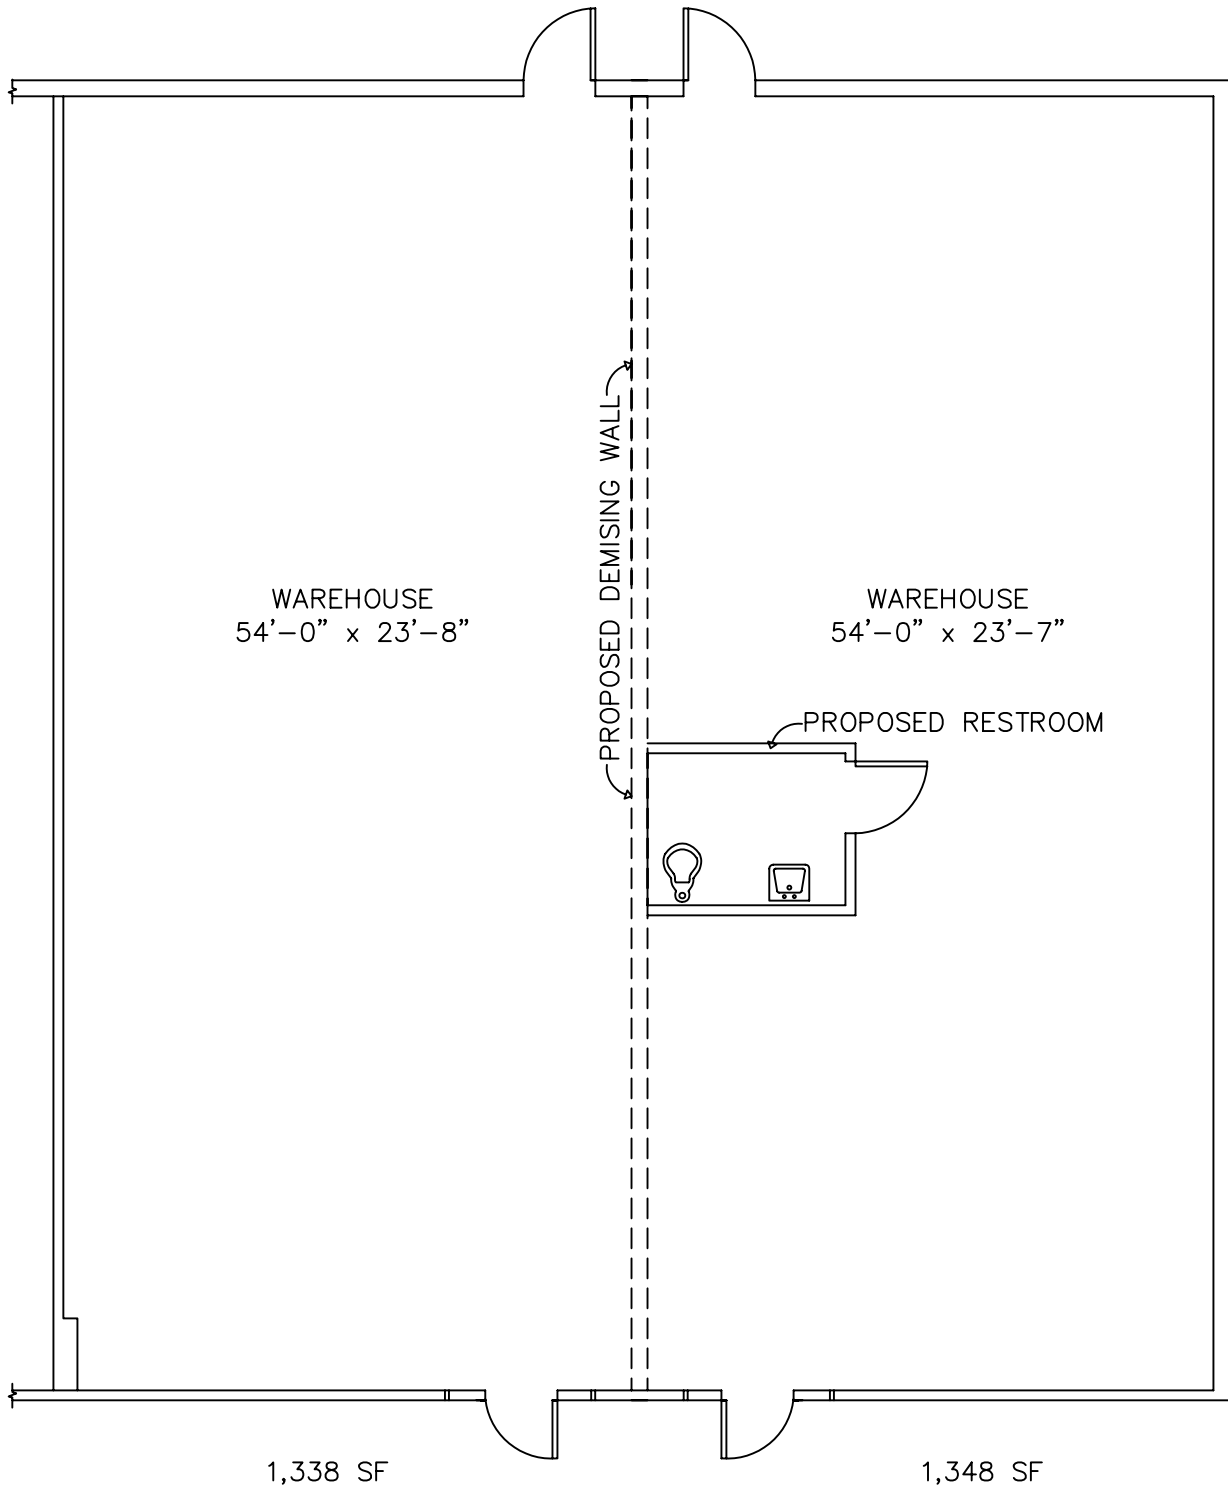 WAREHOUSE
54'-0" x 23'-8"
PROPOSED DEMISING WALL
WAREHOUSE
54'-0" x 23'-7"
PROPOSED RESTROOM
1,338 SF
1,348 SF